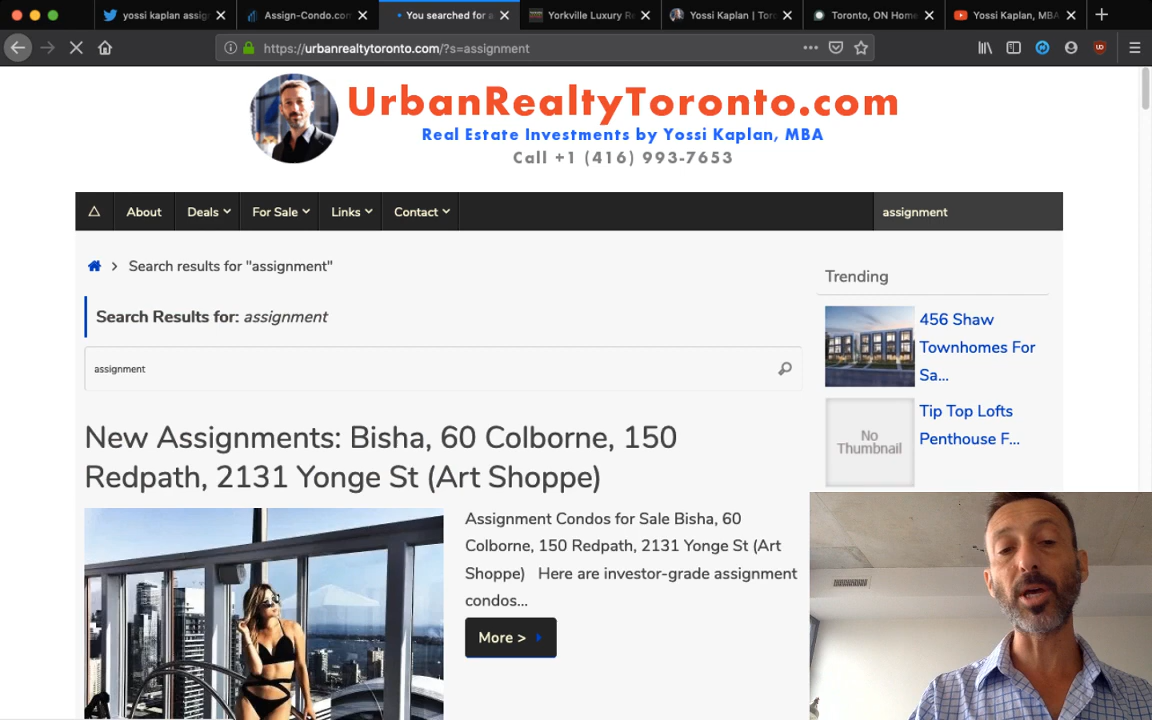 yossi kaplan assig
Assign-Condo.con
You searched for a
Yorkville Luxury R
Yossi Kaplan | Tor
Toronto, ON Home
Yossi Kaplan, MBA
https://urbanrealtytoronto.com/?s=assignment
UrbanRealtyToronto.com
Real Estate Investments by Yossi Kaplan, MBA
Call +1 (416) 993-7653
About
Deals
For Sale
Links
Contact
assignment
Search results for "assignment"
Search Results for: assignment
assignment
New Assignments: Bisha, 60 Colborne, 150
Redpath, 2131 Yonge St (Art Shoppe)
Assignment Condos for Sale Bisha, 60
Colborne, 150 Redpath, 2131 Yonge St (Art
Shoppe) Here are investor-grade assignment
condos...
More >
Trending
456 Shaw
Townhomes For
Sa...
Tip Top Lofts
Penthouse F...
No
Thumbnail